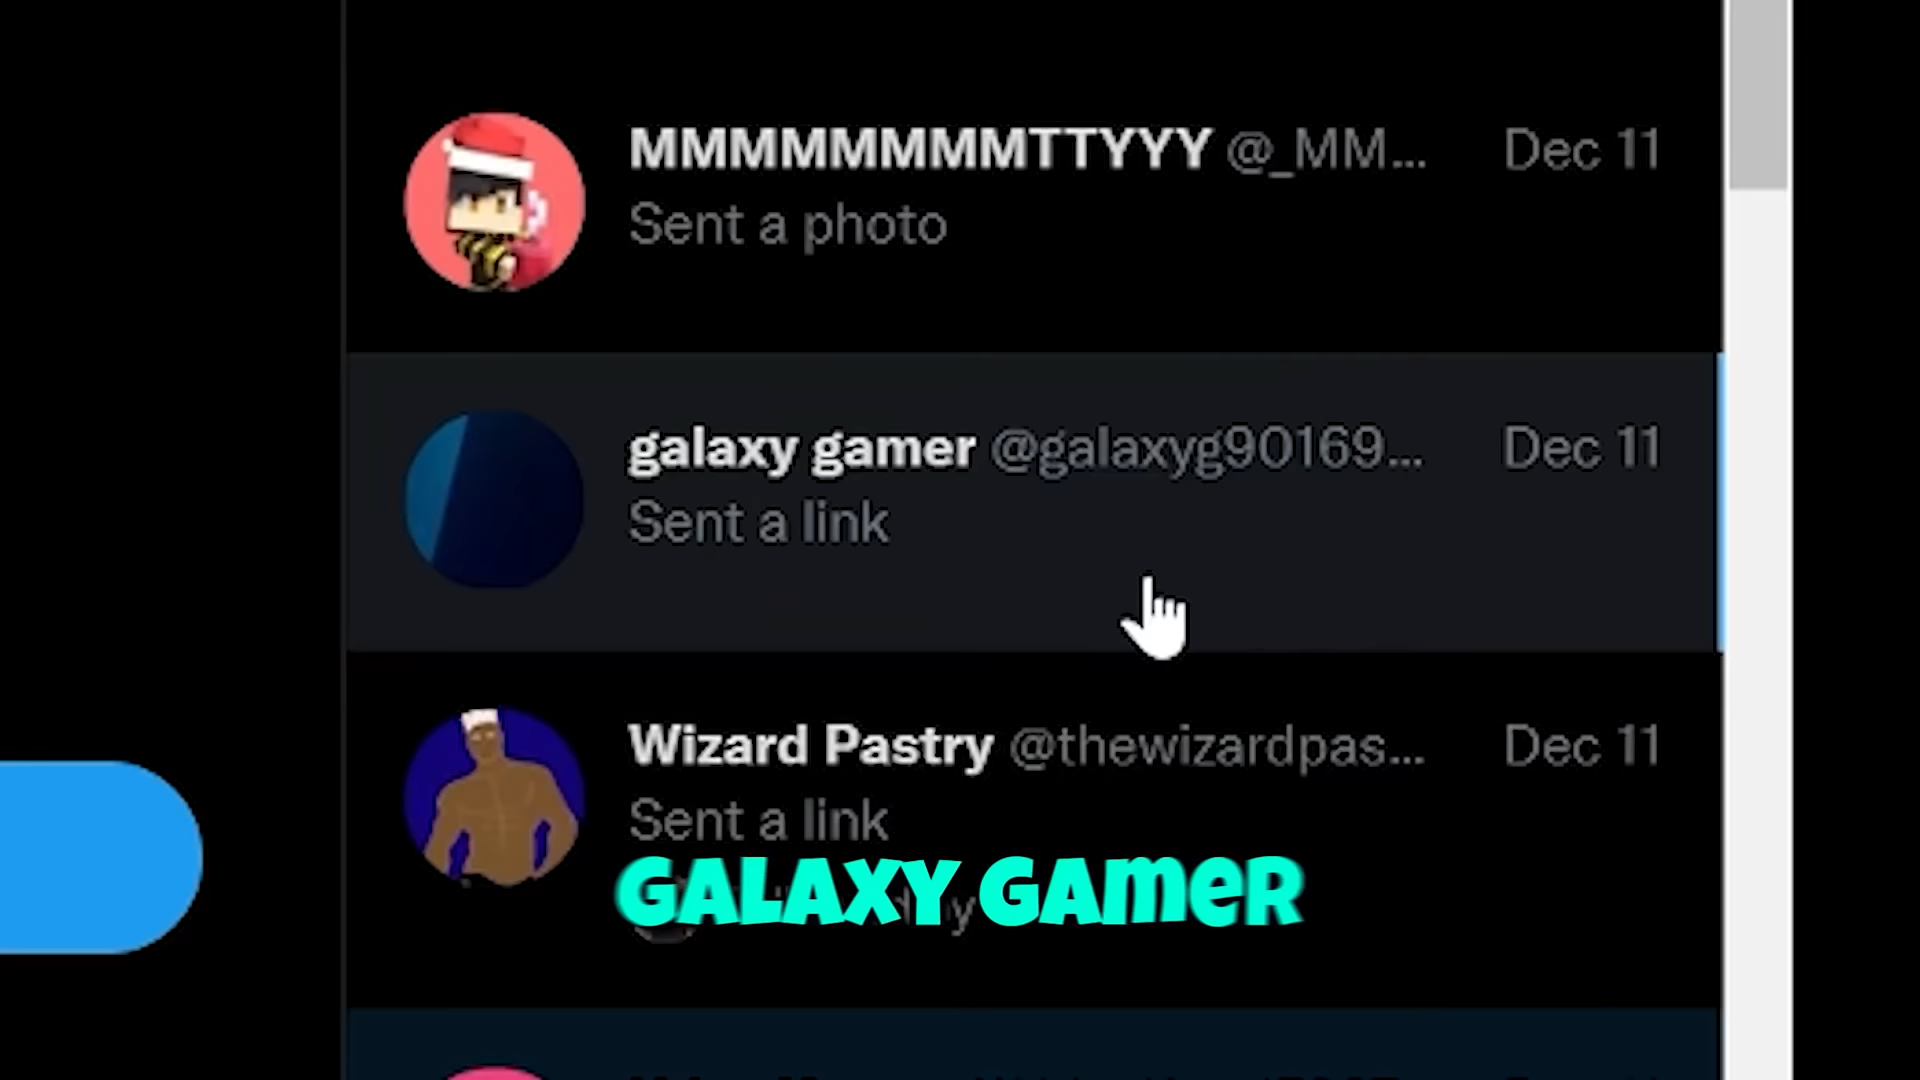 MMMMMMMMTTYYY @_MM... Dec 11
Sent a photo
galaxy gamer @galaxyg90169... Dec 11
Sent a link
Wizard Pastry @thewizardpas... Dec 11
Sent a link
GALAXY GAMER